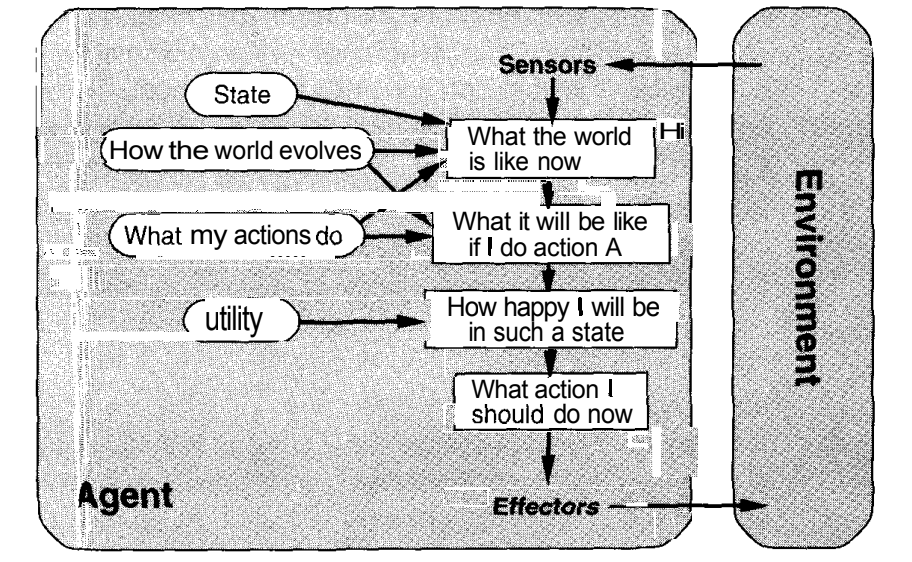 Sensors
State
What the world
is like now
Hi
How the world evolves
What it will be like
if I do action A
What my actions do
How happy I will be
in such a state
utility
What action I
should do now
Agent
Effectors
Environment